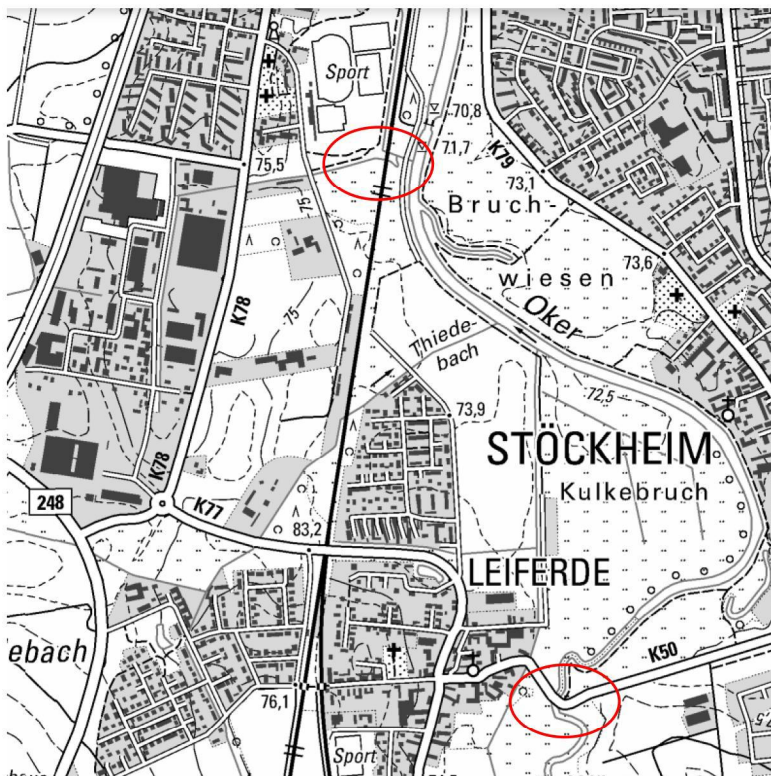 Sport
70,8
71,7
75,5
K79
73,1
Bruch-
75
wiesen
73,6
K78
75
Oker
Thiede-
bach
72,5
73,9
STÖCKHEIM
K78
Kulkebruch
248
K77
83,2
LEIFERDE
ebach
K50
76,1
Sport